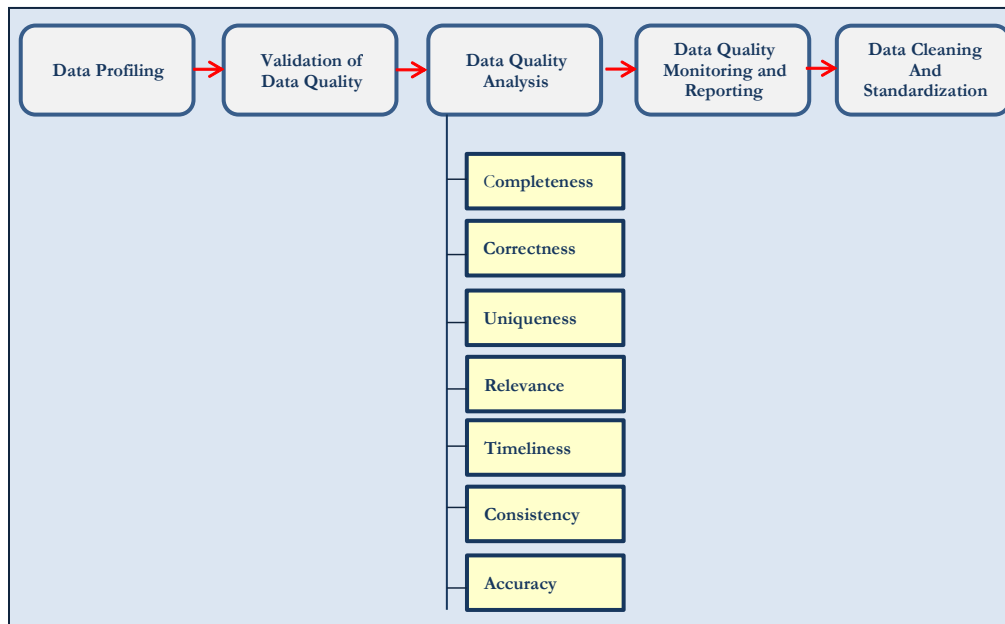 Data Profiling
Validation of
Data Quality
Data Quality
Analysis
Data Quality
Monitoring and
Reporting
Data Cleaning
And
Standardization
Completeness
Correctness
Uniqueness
Relevance
Timeliness
Consistency
Accuracy